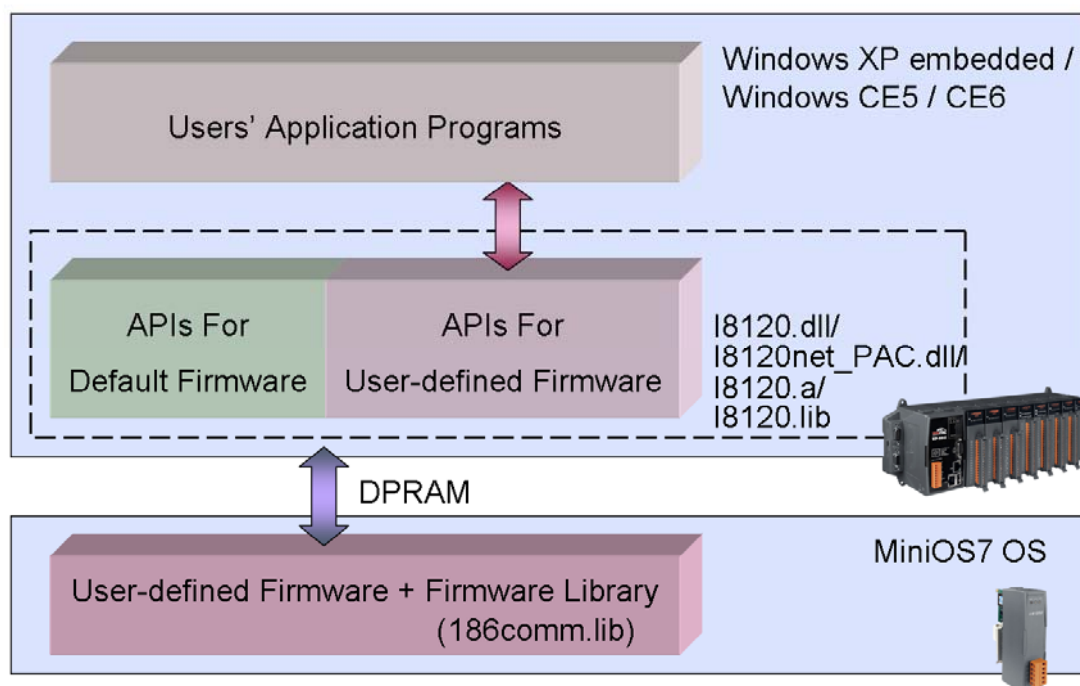 Windows XP embedded /
Windows CE5 / CE6
Users' Application Programs
APIs For
Default Firmware
APIs For
User-defined Firmware
I8120.dll/
I8120net_PAC.dll/
I8120.a/
I8120.lib
DPRAM
MiniOS7 OS
User-defined Firmware + Firmware Library
(186comm.lib)